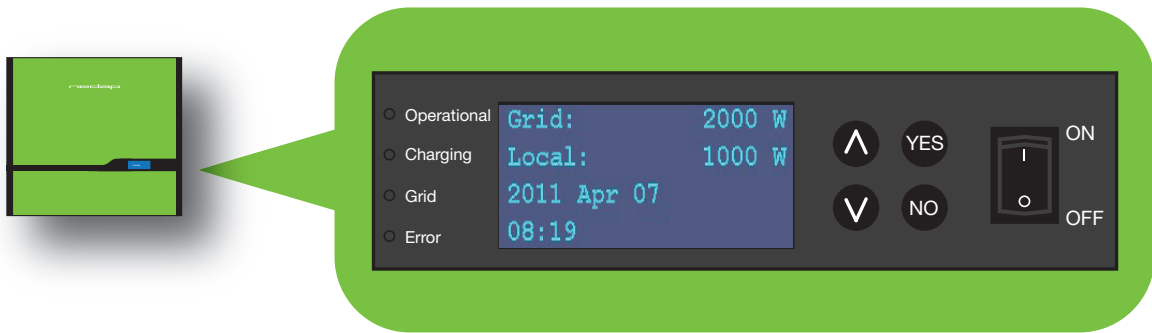 Operational
Charging
Grid
Error
Grid: 2000 W
Local: 1000 W
2011 Apr 07
08:19
YES
NO
ON
I
O
OFF